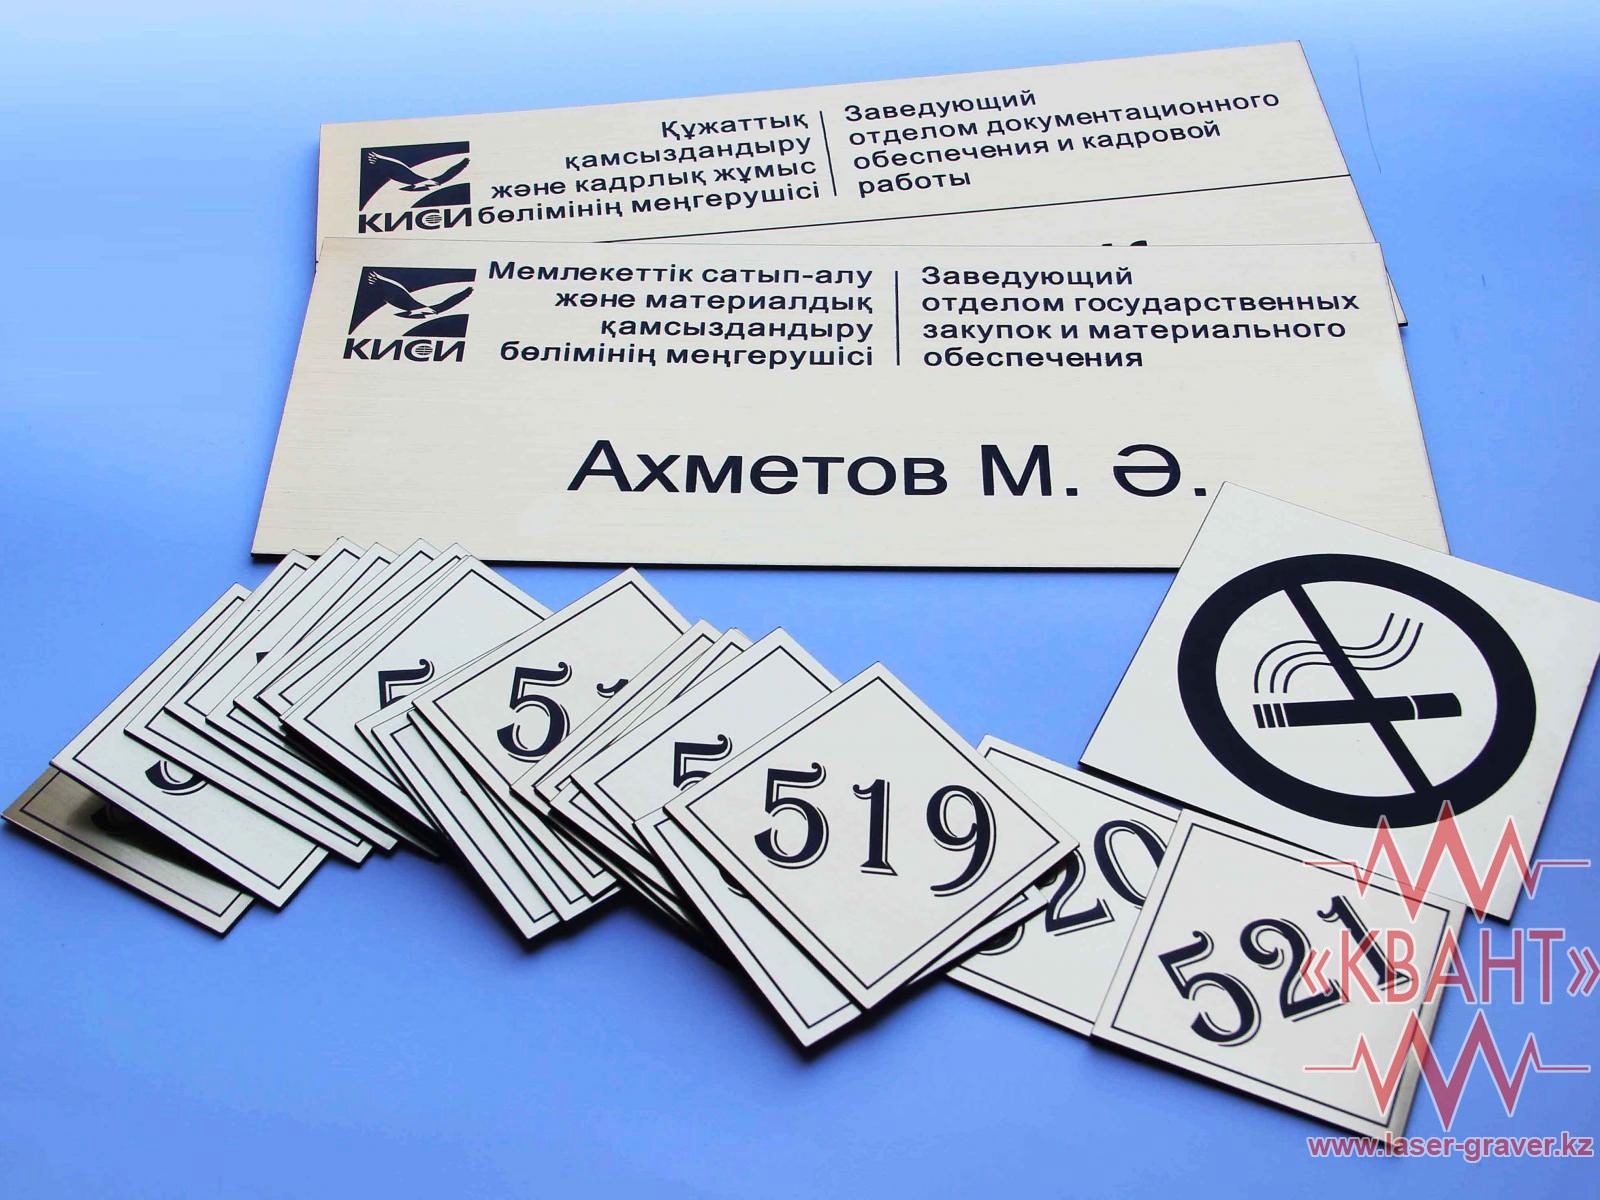 Құжаттық
қамсыздандыру
және кадрлық жұмыс
бөлімінің меңгерушісі
Заведующий
отделом документационного
обеспечения и кадровой
работы
КИСИ
Мемлекеттік сатып-алу
және материалдық
қамсыздандыру
бөлімінің меңгерушісі
Заведующий
отделом государственных
закупок и материального
обеспечения
КИСИ
Ахметов М. Ә.
519
521
«КВАНТ»
www.laser-graver.kz